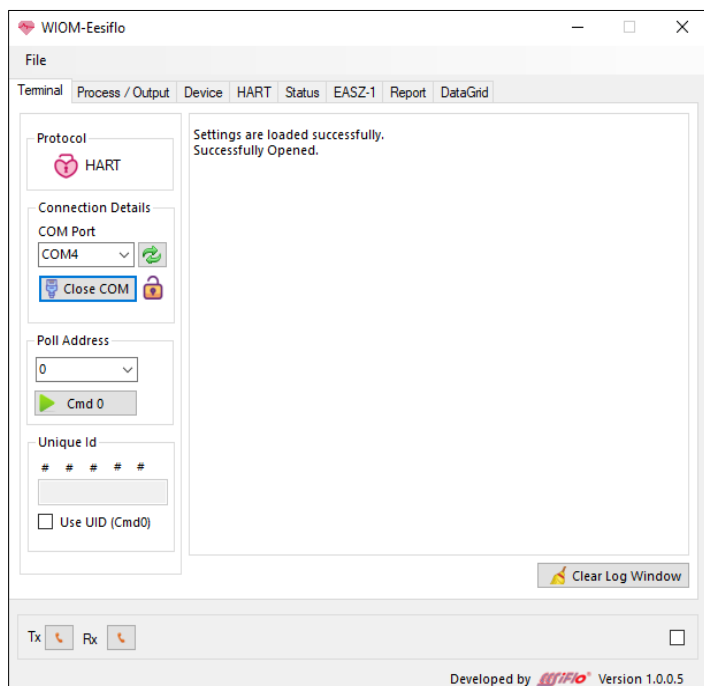 WIOM-Eesiflo
File
Terminal Process / Output Device HART Status EASZ-1 Report DataGrid
Protocol
HART
Connection Details
COM Port
COM4
Close COM
Poll Address
0
Cmd 0
Unique Id
# # # # #
Use UID (Cmd0)
Settings are loaded successfully.
Successfully Opened.
Clear Log Window
Tx Rx
Developed by eesiFlo® Version 1.0.0.5